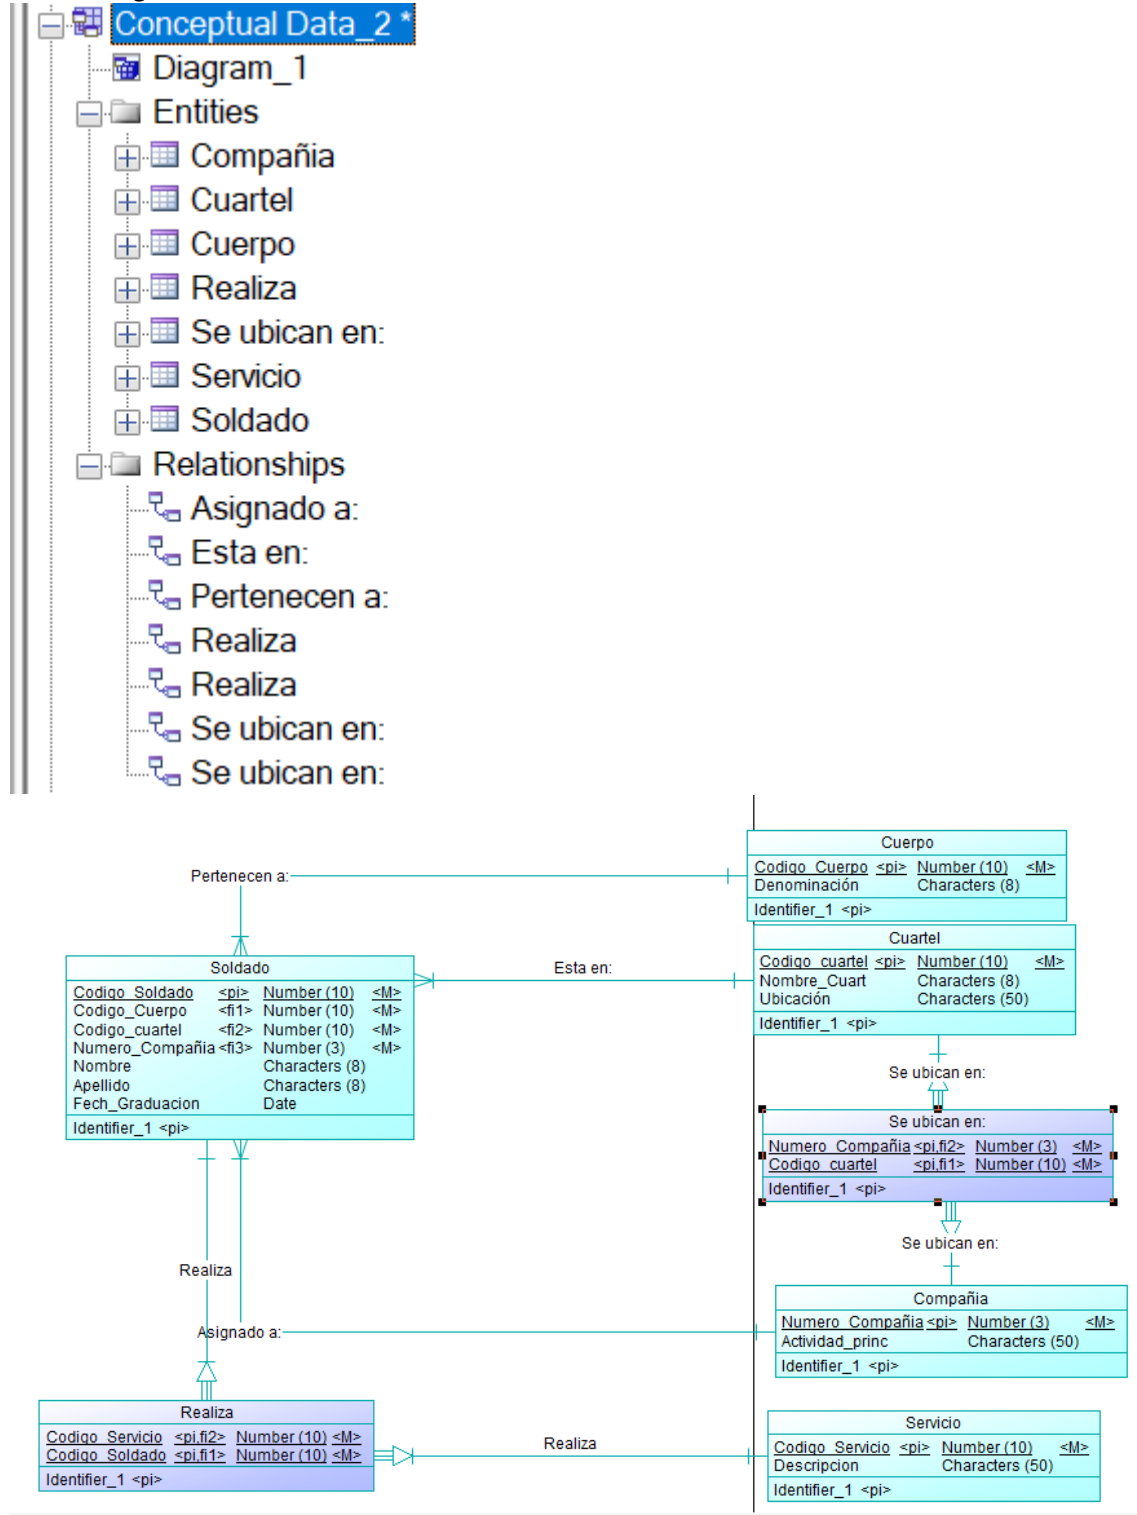 Conceptual Data_2 *
Diagram_1
Entities
Compañia
Cuartel
Cuerpo
Realiza
Se ubican en:
Servicio
Soldado
Relationships
Asignado a:
Esta en:
Pertenecen a:
Realiza
Realiza
Se ubican en:
Se ubican en:
Cuerpo
Codigo_Cuerpo <pi> Number (10) <M>
Denominación Characters (8)
Identifier_1 <pi>
Pertenecen a:
Cuartel
Codigo_cuartel <pi> Number (10) <M>
Nombre_Cuart Characters (8)
Ubicación Characters (50)
Identifier_1 <pi>
Esta en:
Soldado
Codigo_Soldado <pi> Number (10) <M>
Codigo_Cuerpo <fi1> Number (10) <M>
Codigo_cuartel <fi2> Number (10) <M>
Numero_Compañia <fi3> Number (3) <M>
Nombre Characters (8)
Apellido Characters (8)
Fech_Graduacion Date
Identifier_1 <pi>
Se ubican en:
Se ubican en:
Numero_Compañia <pi,fi2> Number (3) <M>
Codigo_cuartel <pi,fi1> Number (10) <M>
Identifier_1 <pi>
Se ubican en:
Realiza
Compañia
Numero_Compañia <pi> Number (3) <M>
Actividad_princ Characters (50)
Identifier_1 <pi>
Asignado a:
Realiza
Codigo_Servicio <pi,fi2> Number (10) <M>
Codigo_Soldado <pi,fi1> Number (10) <M>
Identifier_1 <pi>
Realiza
Servicio
Codigo_Servicio <pi> Number (10) <M>
Descripcion Characters (50)
Identifier_1 <pi>